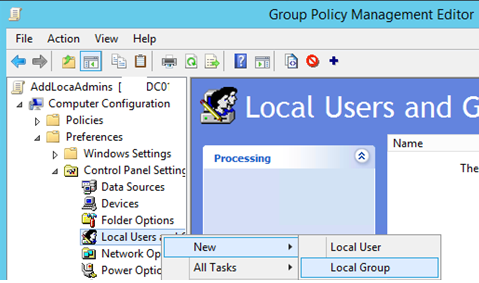 Group Policy Management Editor
File Action View Help
AddLocaAdmins [ DC0
Computer Configuration
Policies
Preferences
Windows Settings
Control Panel Setting
Data Sources
Devices
Folder Options
Local Users and G
Network Op
Power Optic
Local Users and G
Processing
Name
The
New
All Tasks
Local User
Local Group